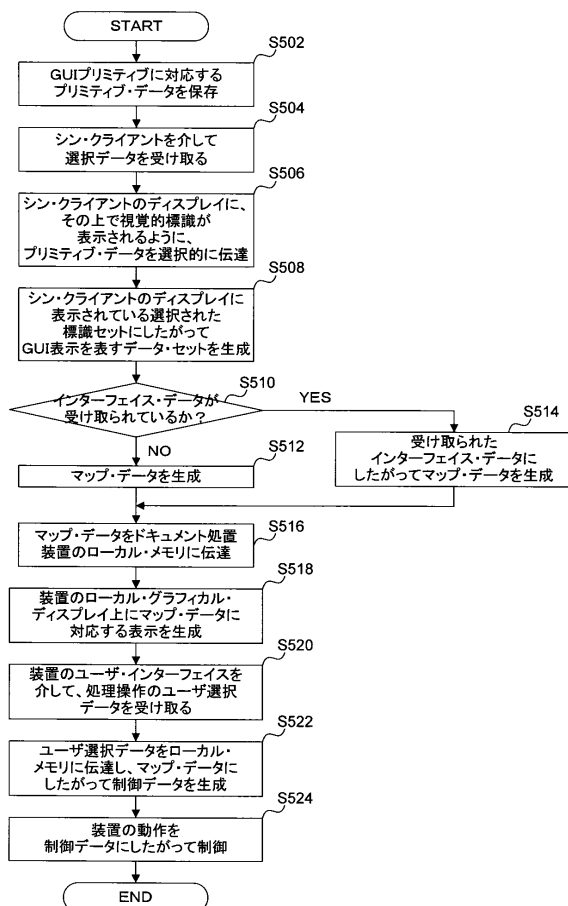 START
S502
GUIプリミティブに対応する
プリミティブ・データを保存
S504
シン・クライアントを介して
選択データを受け取る
S506
シン・クライアントのディスプレイに、
その上で視覚的標識が
表示されるように、
プリミティブ・データを選択的に伝達
S508
シン・クライアントのディスプレイに
表示されている選択された
標識セットにしたがって
GUI表示を表すデータ・セットを生成
S510
インターフェイス・データが
受け取られているか？
YES
NO
S514
受け取られた
インターフェイス・データに
したがってマップ・データを生成
S512
マップ・データを生成
S516
マップ・データをドキュメント処置
装置のローカル・メモリに伝達
S518
装置のローカル・グラフィカル・
ディスプレイ上にマップ・データに
対応する表示を生成
S520
装置のユーザ・インターフェイスを
介して、処理操作のユーザ選択
データを受け取る
S522
ユーザ選択データをローカル・
メモリに伝達し、マップ・データに
したがって制御データを生成
S524
装置の動作を
制御データにしたがって制御
END